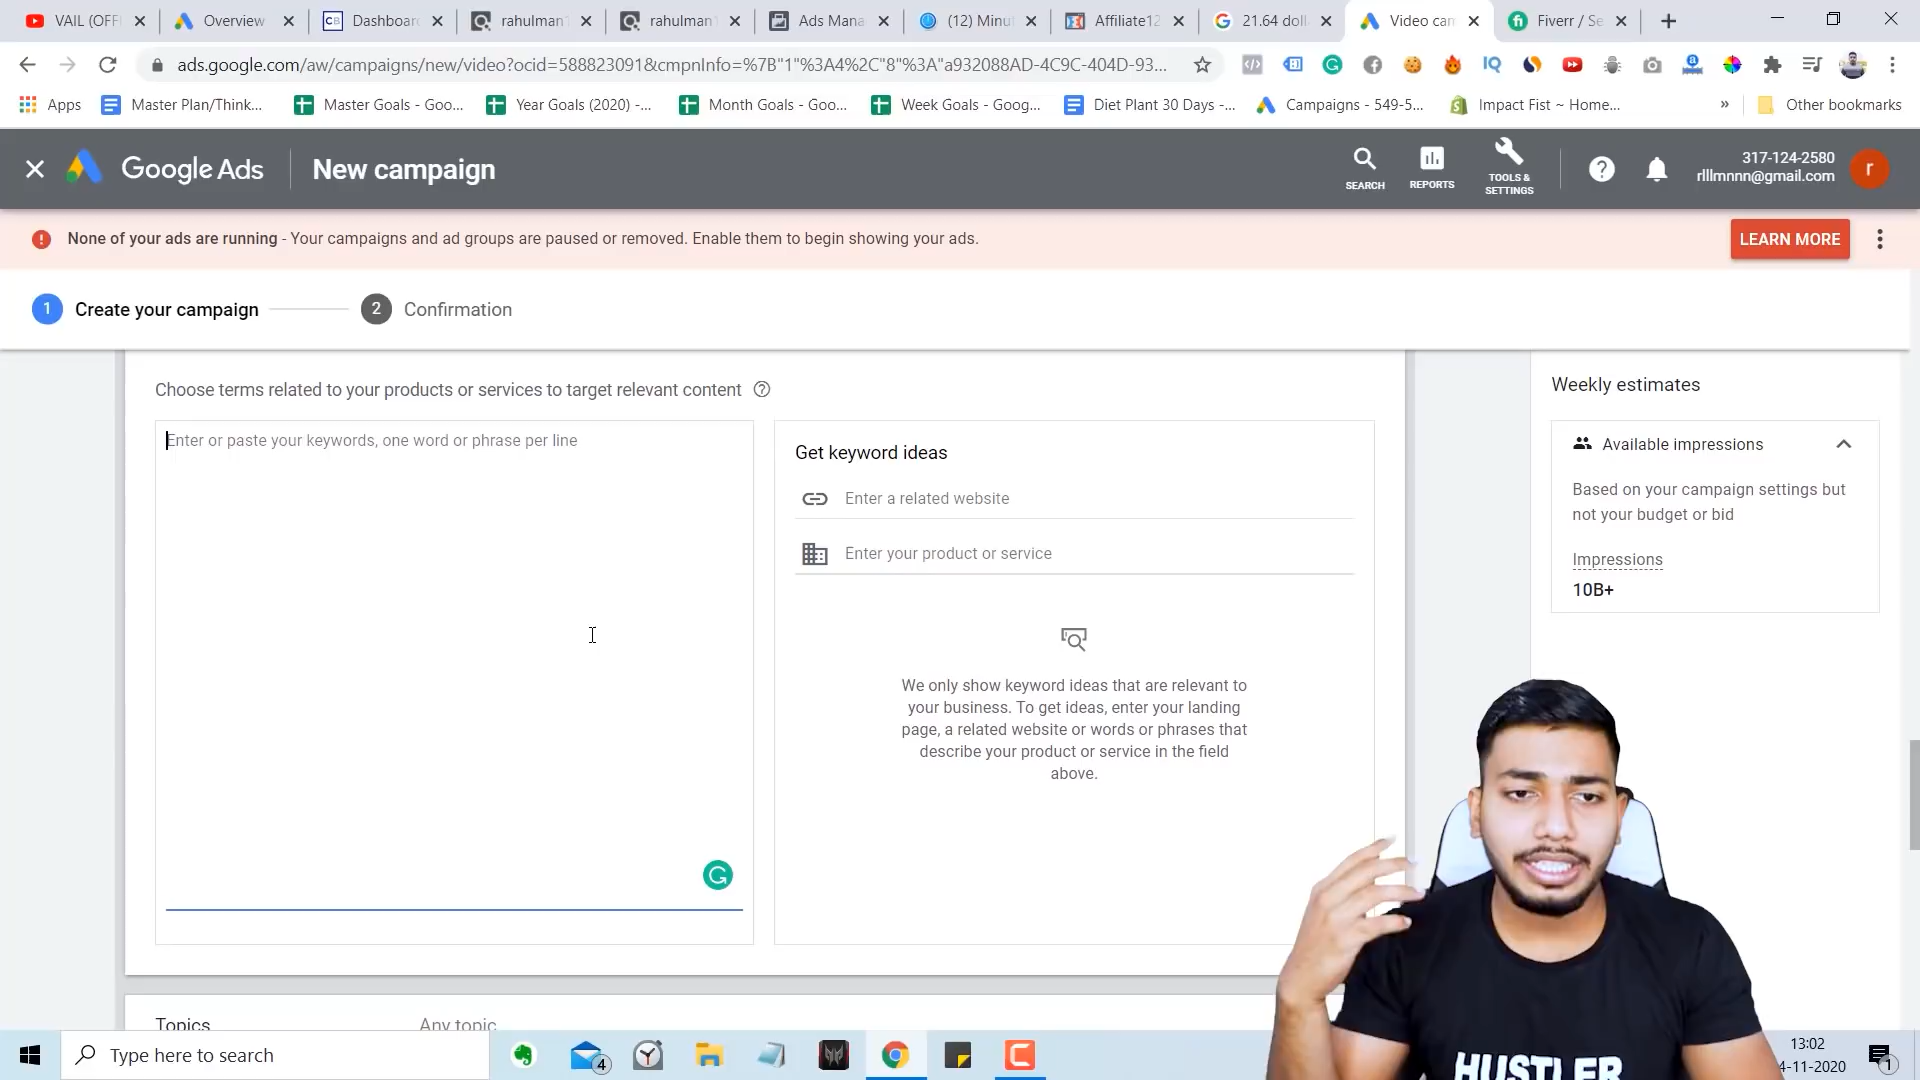 VAIL (OFFI
Overview
Dashboar
rahulman
rahulman
Ads Mana
(12) Minu
Affiliate12
21.64 doll
Video cam
Fiverr / Se
ads.google.com/aw/campaigns/new/video?ocid=588823091&cmpnInfo=%7B"1"%3A4%2C"8"%3A"a932088AD-4C9C-404D-93...
Apps
Master Plan/Think...
Master Goals - Goo...
Year Goals (2020) -...
Month Goals - Goo...
Week Goals - Goog...
Diet Plant 30 Days -...
Campaigns - 549-5...
Impact Fist ~ Home...
»
Other bookmarks
Google Ads
New campaign
SEARCH
REPORTS
TOOLS &
SETTINGS
317-124-2580
rlllmnnn@gmail.com
r
None of your ads are running - Your campaigns and ad groups are paused or removed. Enable them to begin showing your ads.
LEARN MORE
1 Create your campaign
2 Confirmation
Choose terms related to your products or services to target relevant content
Enter or paste your keywords, one word or phrase per line
Get keyword ideas
Enter a related website
Enter your product or service
We only show keyword ideas that are relevant to
your business. To get ideas, enter your landing
page, a related website or words or phrases that
describe your product or service in the field
above.
Weekly estimates
Available impressions
Based on your campaign settings but
not your budget or bid
Impressions
10B+
Topics
Any topic
HUSTLER
Type here to search
4
13:02
4-11-2020
1